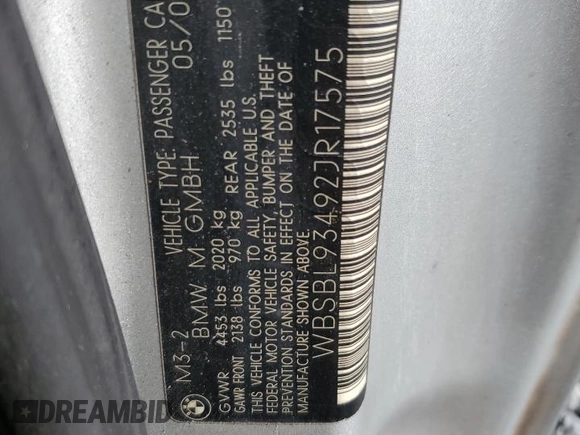 M3-2 VEHICLE TYPE: PASSENGER CA
BMW M GMBH 05/0
GVWR 4453 lbs 2020 kg
GAWR FRONT 2138 lbs 970 kg REAR 2535 lbs 1150
THIS VEHICLE CONFORMS TO ALL APPLICABLE U.S.
FEDERAL MOTOR VEHICLE SAFETY, BUMPER AND THEFT
PREVENTION STANDARDS IN EFFECT ON THE DATE OF
MANUFACTURE SHOWN ABOVE.
WBSBL93492JR17575
DREAMBID